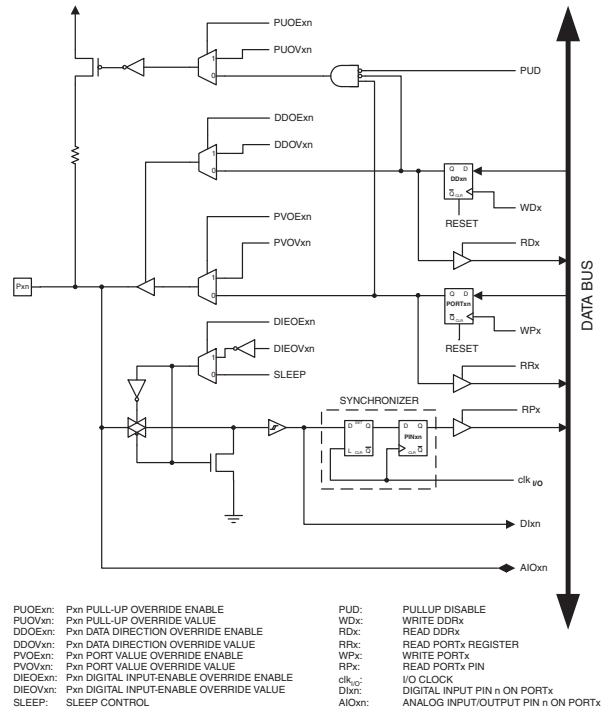 PUOExn
PUOVxn
1
0
PUD
DDOExn
DDOVxn
1
0
Q D
DDxn
Q CLR
WDx
RESET
RDx
PVOExn
PVOVxn
1
0
Pxn
Q D
PORTxn
Q CLR
WPx
RESET
RRx
DATA BUS
DIEOExn
DIEOVxn
1
0
SLEEP
SYNCHRONIZER
RPx
D SET Q
L CLR Q
D Q
PINxn
CLR Q
clk I/O
DIxn
AIOxn
PUOExn: Pxn PULL-UP OVERRIDE ENABLE
PUOVxn: Pxn PULL-UP OVERRIDE VALUE
DDOExn: Pxn DATA DIRECTION OVERRIDE ENABLE
DDOVxn: Pxn DATA DIRECTION OVERRIDE VALUE
PVOExn: Pxn PORT VALUE OVERRIDE ENABLE
PVOVxn: Pxn PORT VALUE OVERRIDE VALUE
DIEOExn: Pxn DIGITAL INPUT-ENABLE OVERRIDE ENABLE
DIEOVxn: Pxn DIGITAL INPUT-ENABLE OVERRIDE VALUE
SLEEP: SLEEP CONTROL
PUD: PULLUP DISABLE
WDx: WRITE DDRx
RDx: READ DDRx
RRx: READ PORTx REGISTER
WPx: WRITE PORTx
RPx: READ PORTx PIN
clkI/O: I/O CLOCK
DIxn: DIGITAL INPUT PIN n ON PORTx
AIOxn: ANALOG INPUT/OUTPUT PIN n ON PORTx